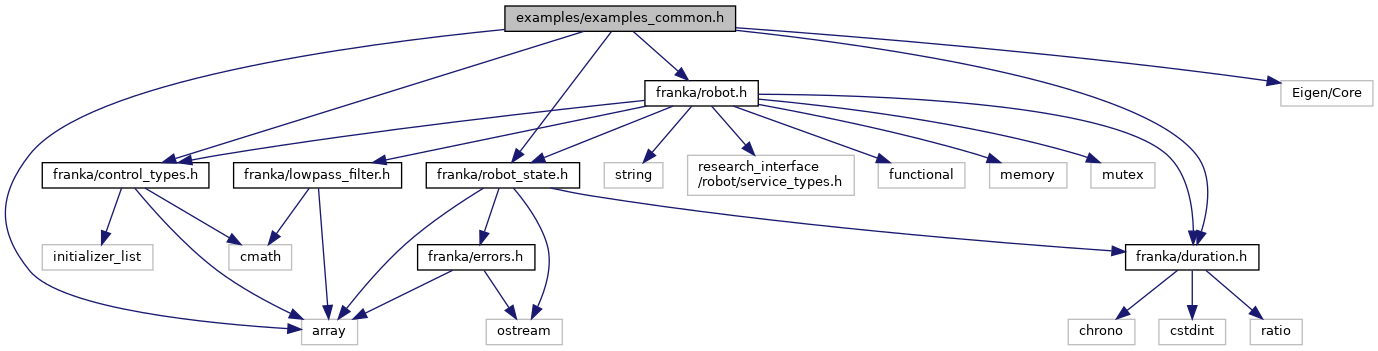 examples/examples_common.h
franka/robot.h
Eigen/Core
franka/control_types.h
franka/lowpass_filter.h
franka/robot_state.h
string
research_interface
/robot/service_types.h
functional
memory
mutex
initializer_list
cmath
franka/errors.h
franka/duration.h
array
ostream
chrono
cstdint
ratio